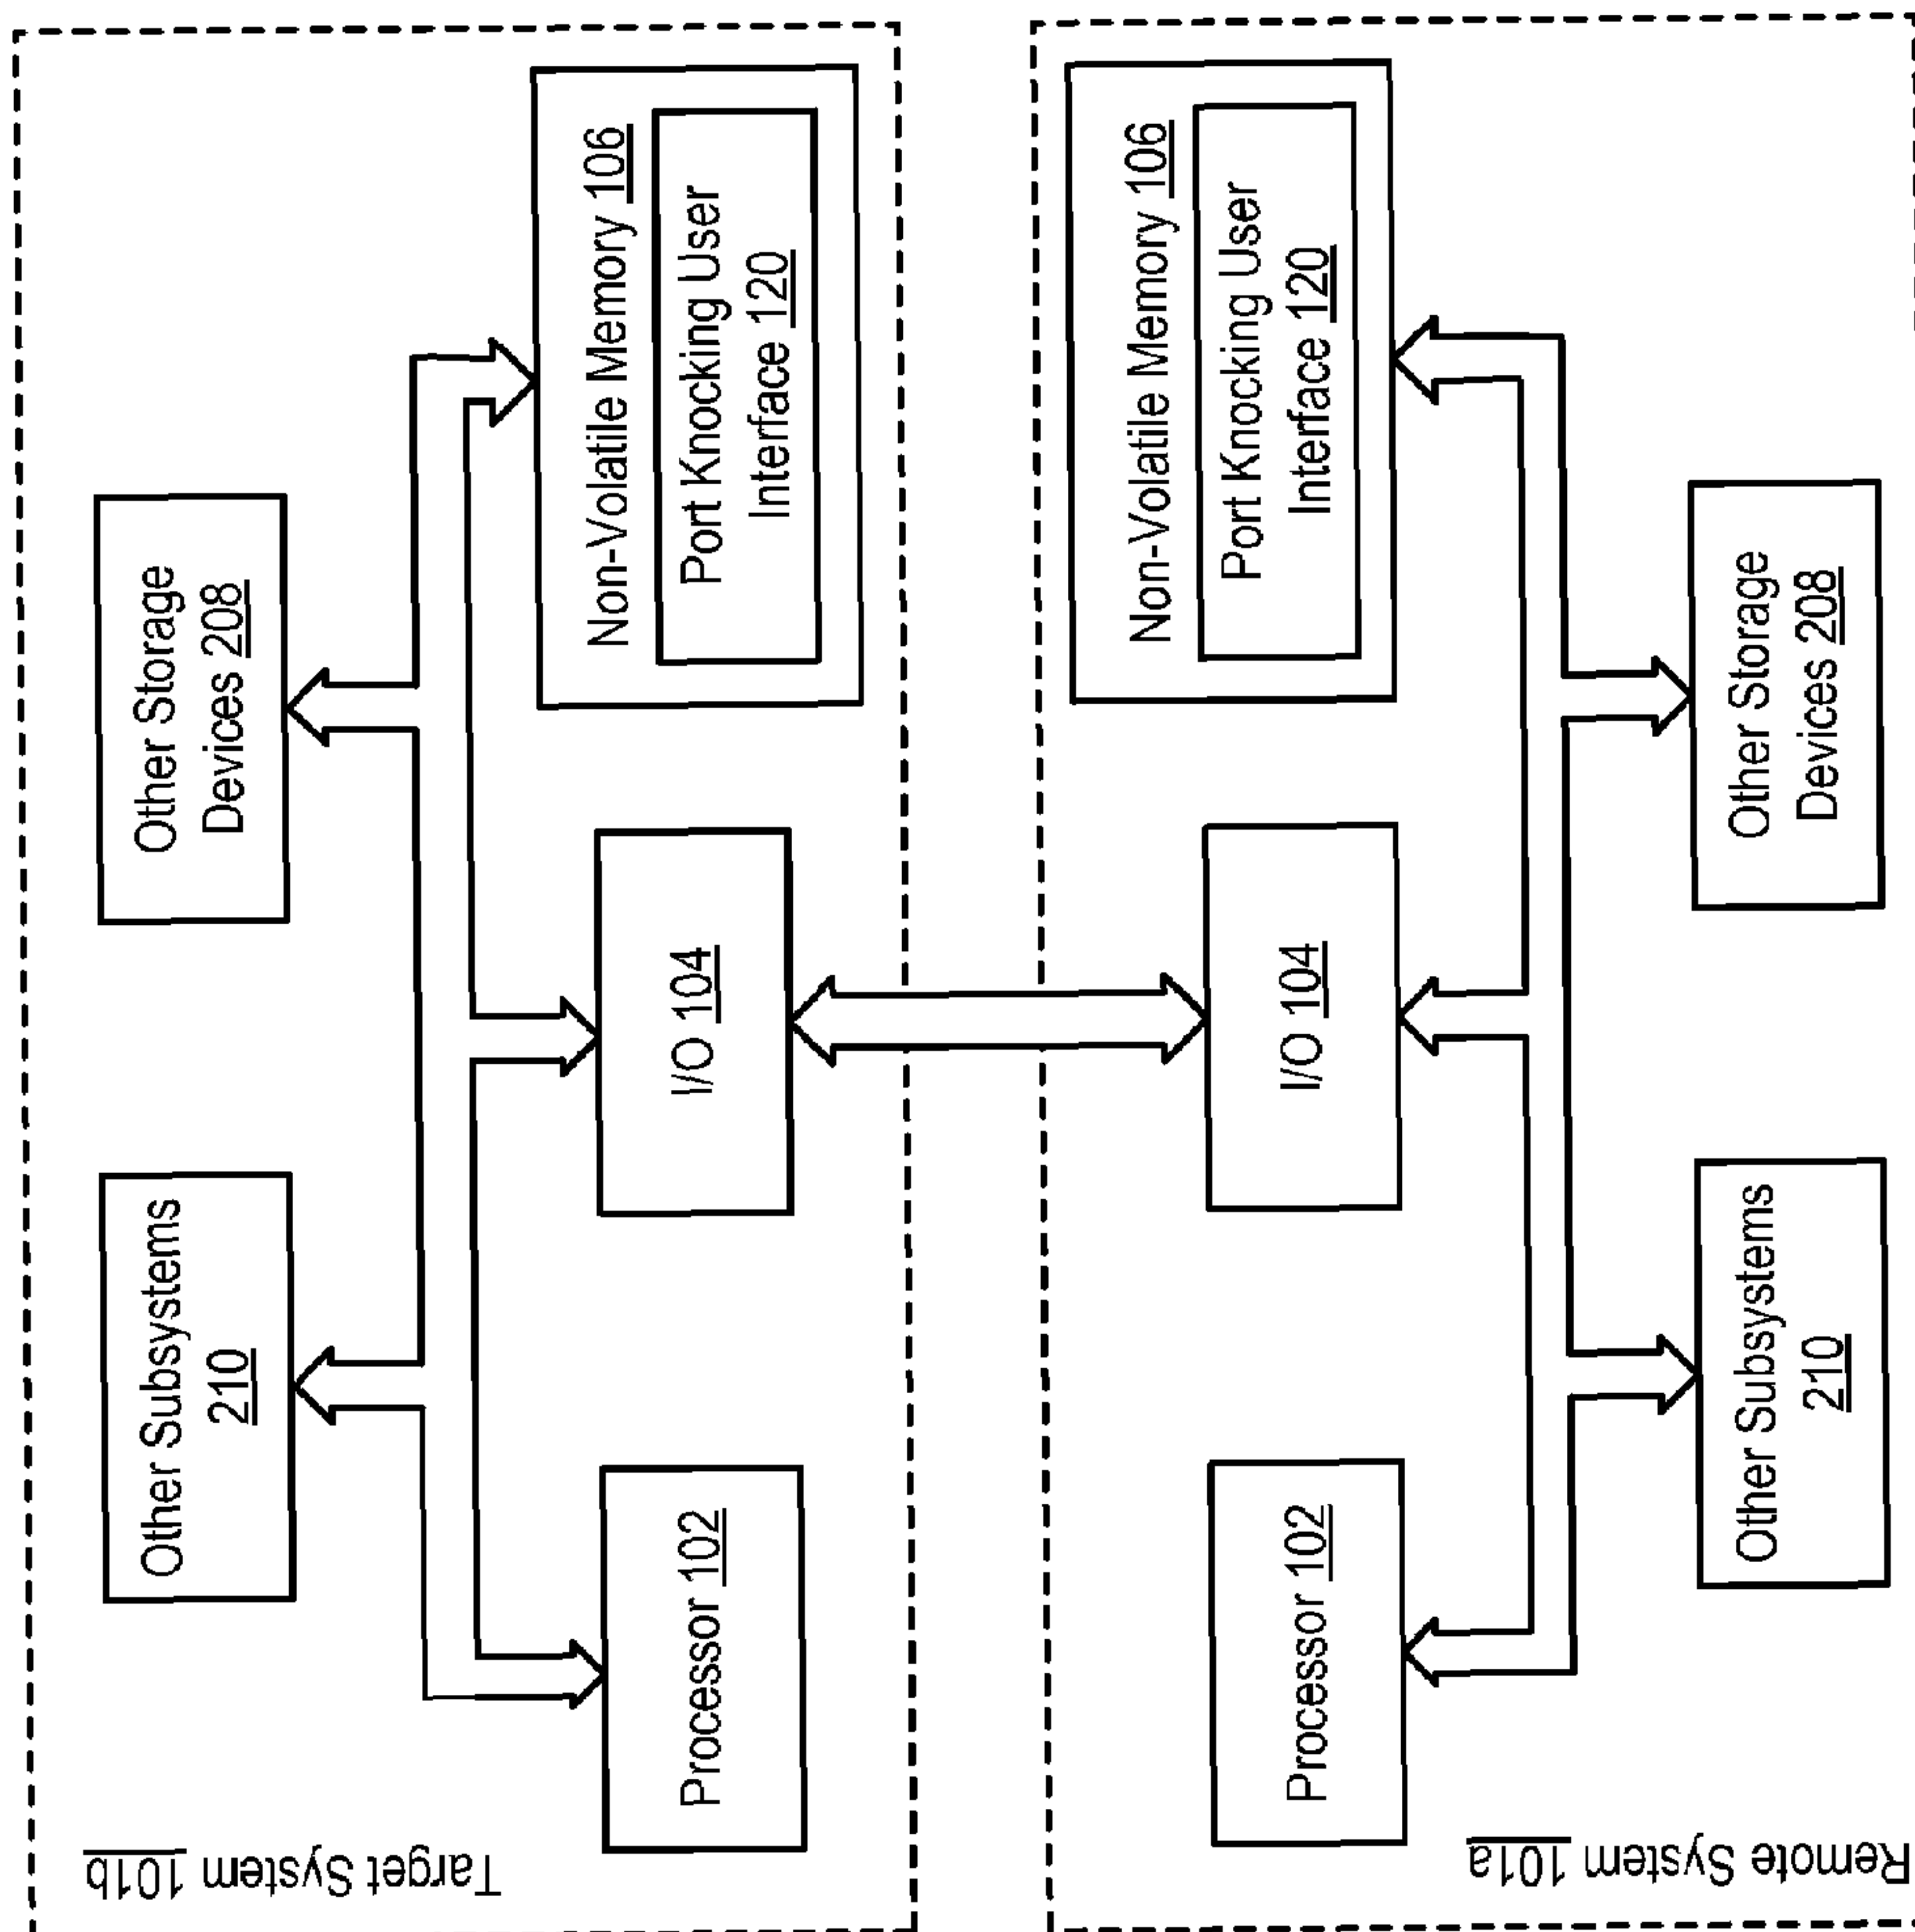 Target System 101b
Other Subsystems
210
Other Storage
Devices 208
Processor 102
I/O 104
Non-Volatile Memory 106
Port Knocking User
Interface 120
Remote System 101a
Processor 102
I/O 104
Non-Volatile Memory 106
Port Knocking User
Interface 120
Other Subsystems
210
Other Storage
Devices 208